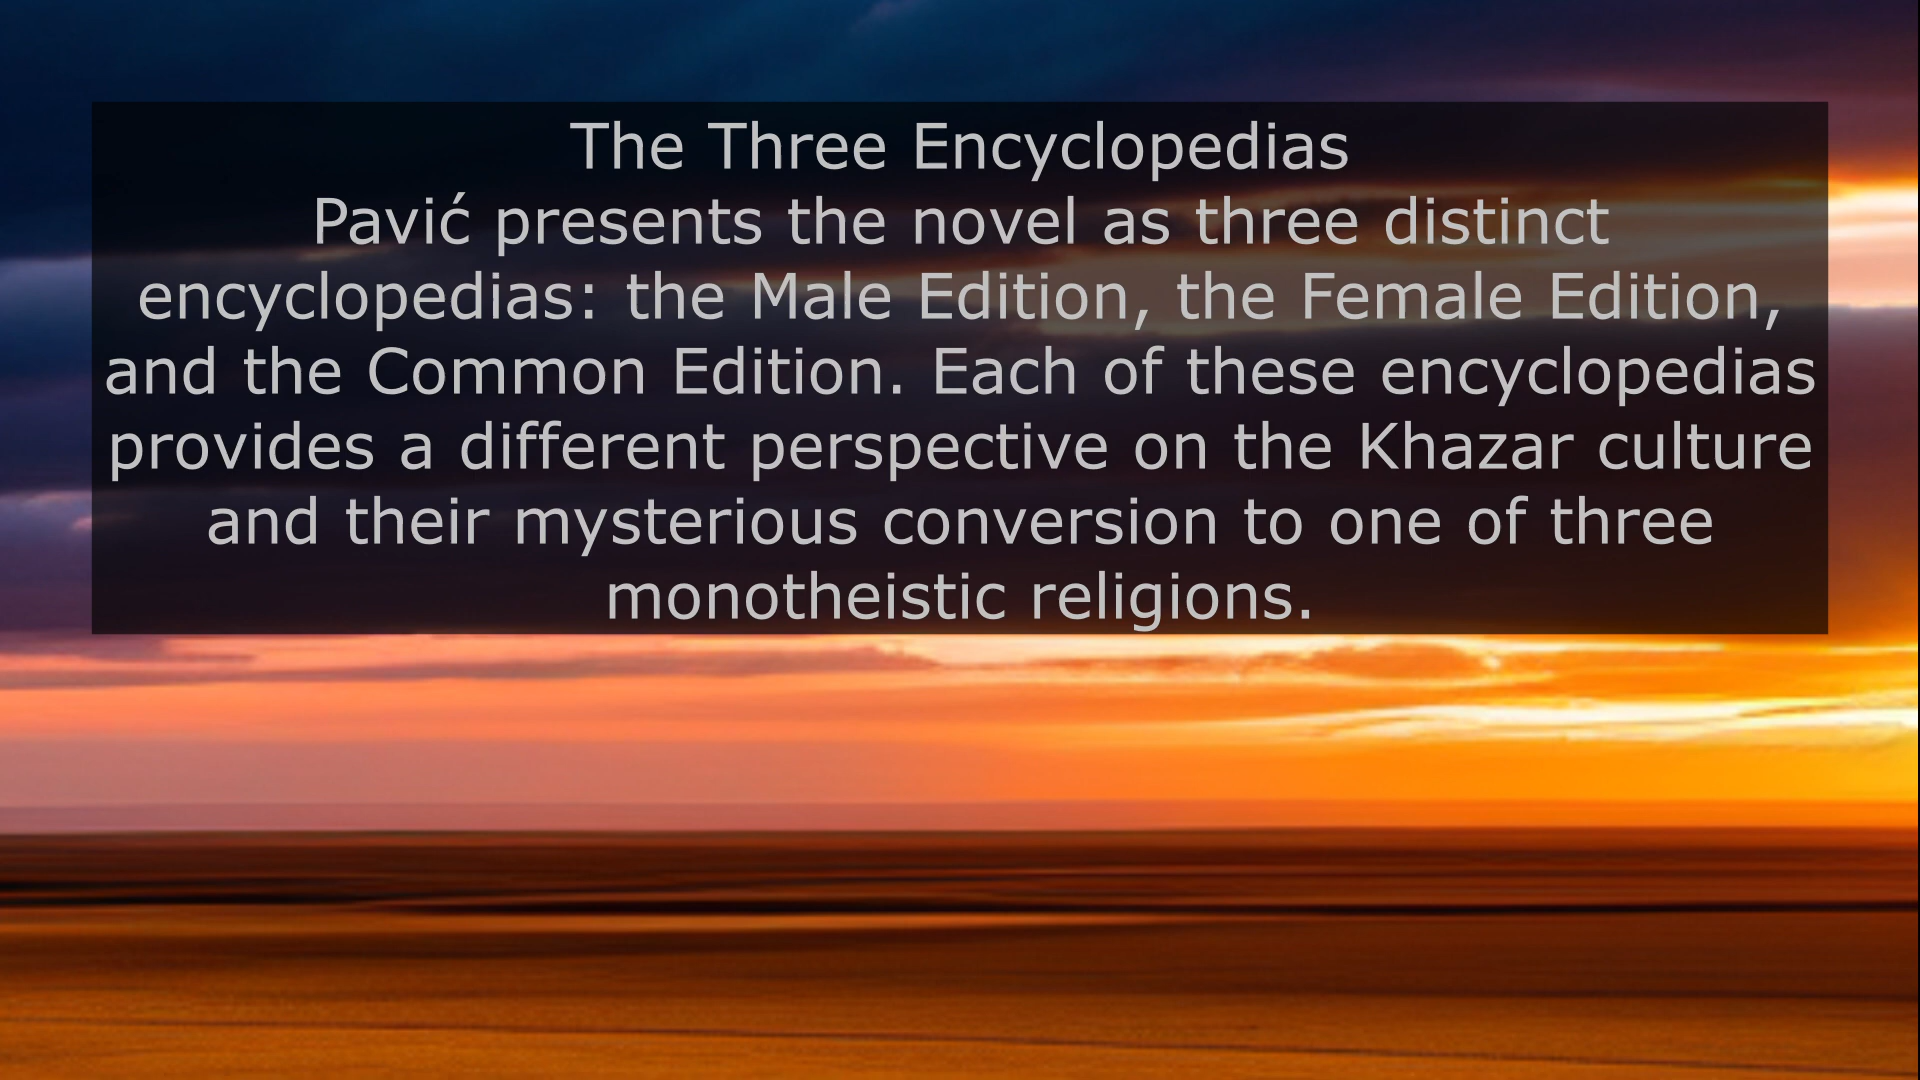 The Three Encyclopedias
Pavić presents the novel as three distinct
encyclopedias: the Male Edition, the Female Edition,
and the Common Edition. Each of these encyclopedias
provides a different perspective on the Khazar culture
and their mysterious conversion to one of three
monotheistic religions.